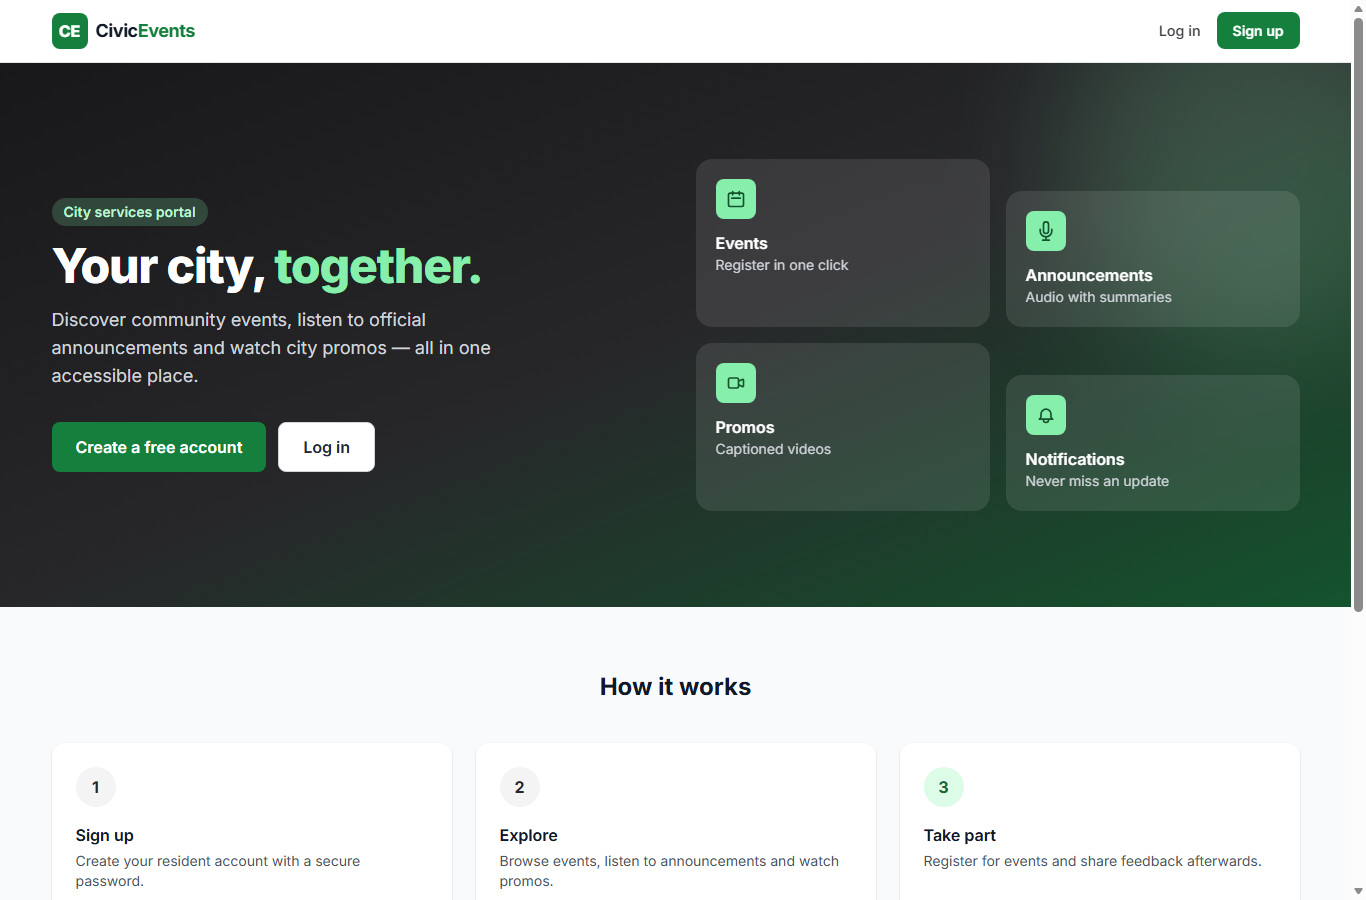 CE CivicEvents
Log in
Sign up
City services portal
Your city, together.
Discover community events, listen to official
announcements and watch city promos — all in one
accessible place.
Create a free account
Log in
Events
Register in one click
Announcements
Audio with summaries
Promos
Captioned videos
Notifications
Never miss an update
How it works
1
Sign up
Create your resident account with a secure
password.
2
Explore
Browse events, listen to announcements and watch
promos.
3
Take part
Register for events and share feedback afterwards.